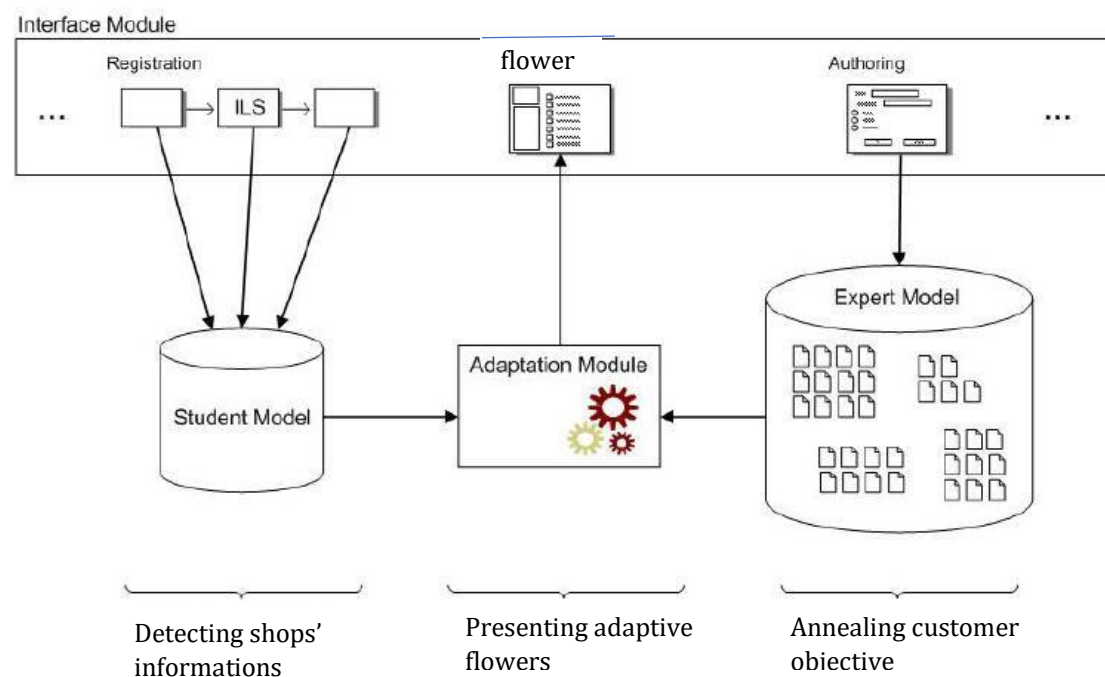 Interface Module
Registration
flower
Authoring
...
ILS
...
Expert Model
Adaptation Module
Student Model
Detecting shops'
informations
Presenting adaptive
flowers
Annealing customer
objective